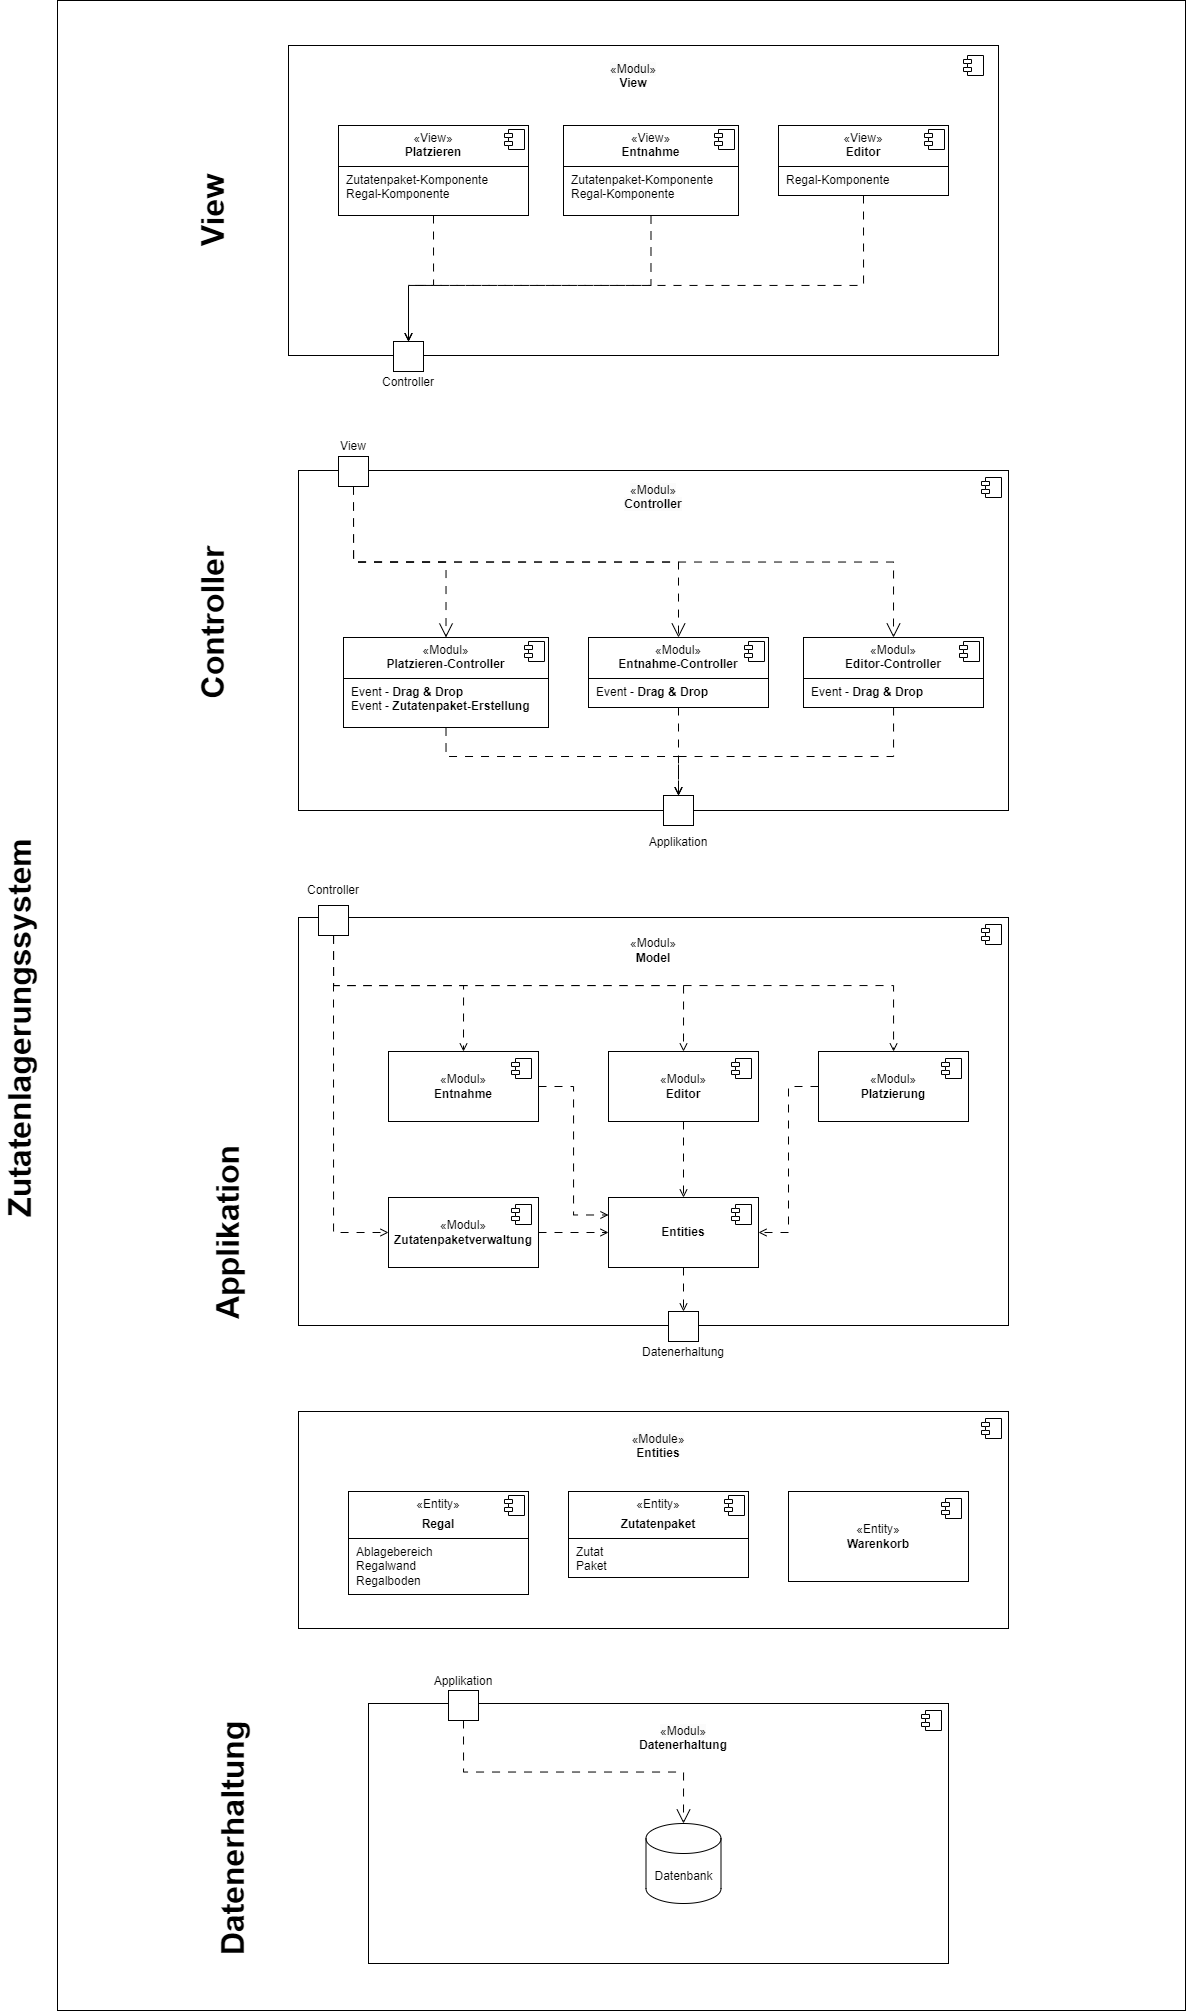 Zutatenlagerungssystem
View
«Modul»
View
«View»
Platzieren
Zutatenpaket-Komponente
Regal-Komponente
«View»
Entnahme
Zutatenpaket-Komponente
Regal-Komponente
«View»
Editor
Regal-Komponente
Controller
Controller
View
«Modul»
Controller
«Modul»
Platzieren-Controller
Event - Drag & Drop
Event - Zutatenpaket-Erstellung
«Modul»
Entnahme-Controller
Event - Drag & Drop
«Modul»
Editor-Controller
Event - Drag & Drop
Applikation
Applikation
Controller
«Modul»
Model
«Modul»
Entnahme
«Modul»
Editor
«Modul»
Platzierung
«Modul»
Zutatenpaketverwaltung
Entities
Datenerhaltung
«Module»
Entities
«Entity»
Regal
Ablagebereich
Regalwand
Regalboden
«Entity»
Zutatenpaket
Zutat
Paket
«Entity»
Warenkorb
Datenerhaltung
Applikation
«Modul»
Datenerhaltung
Datenbank